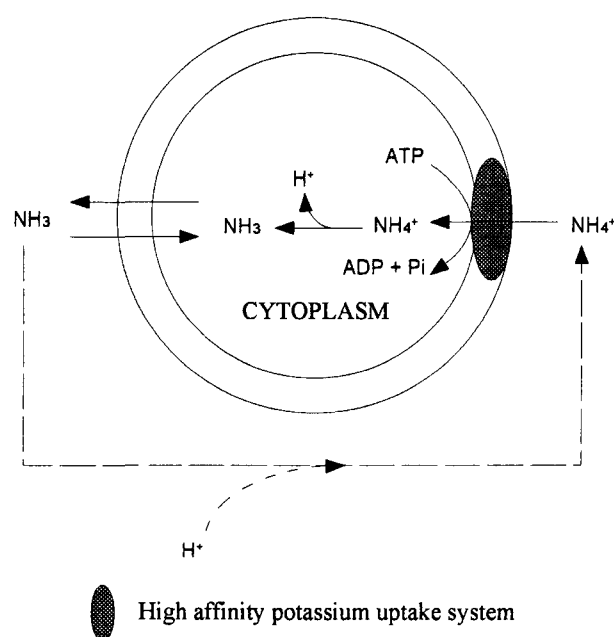 ATP
H⁺
NH₃
NH₃
NH₄⁺
NH₄⁺
ADP + Pi
CYTOPLASM
H⁺
High affinity potassium uptake system